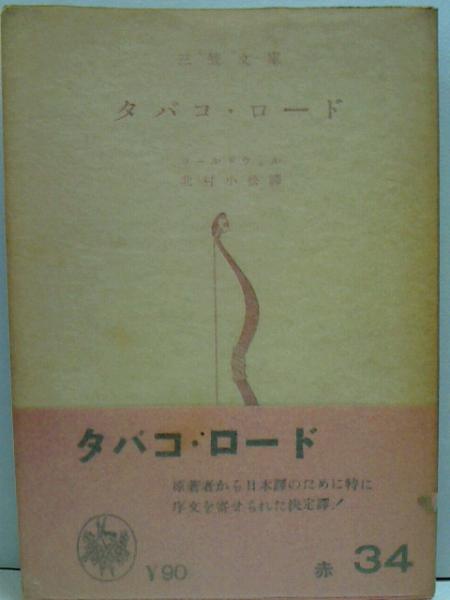 三笠文庫
タバコ・ロード
コールドウェル
北村小松譯
タバコ・ロード
原著者から日本譯のために特に
序文を寄せられた決定譯！
¥90
赤 34